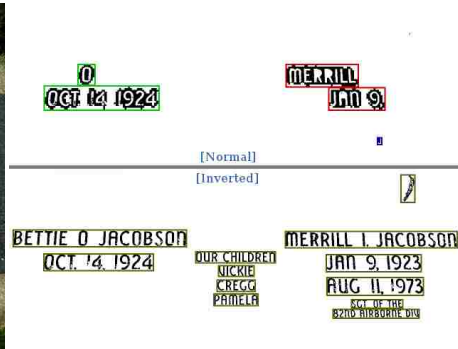 O
OCT 14 1924
MERRILL
JAN 9,
[Normal]
[Inverted]
BETTIE O JACOBSON
OCT. 14. 1924
OUR CHILDREN
VICKIE
CREGG
PAMELA
MERRILL I. JACOBSON
JAN 9, 1923
AUG 11, 1973
SGT OF THE
82ND AIRBORNE DIV